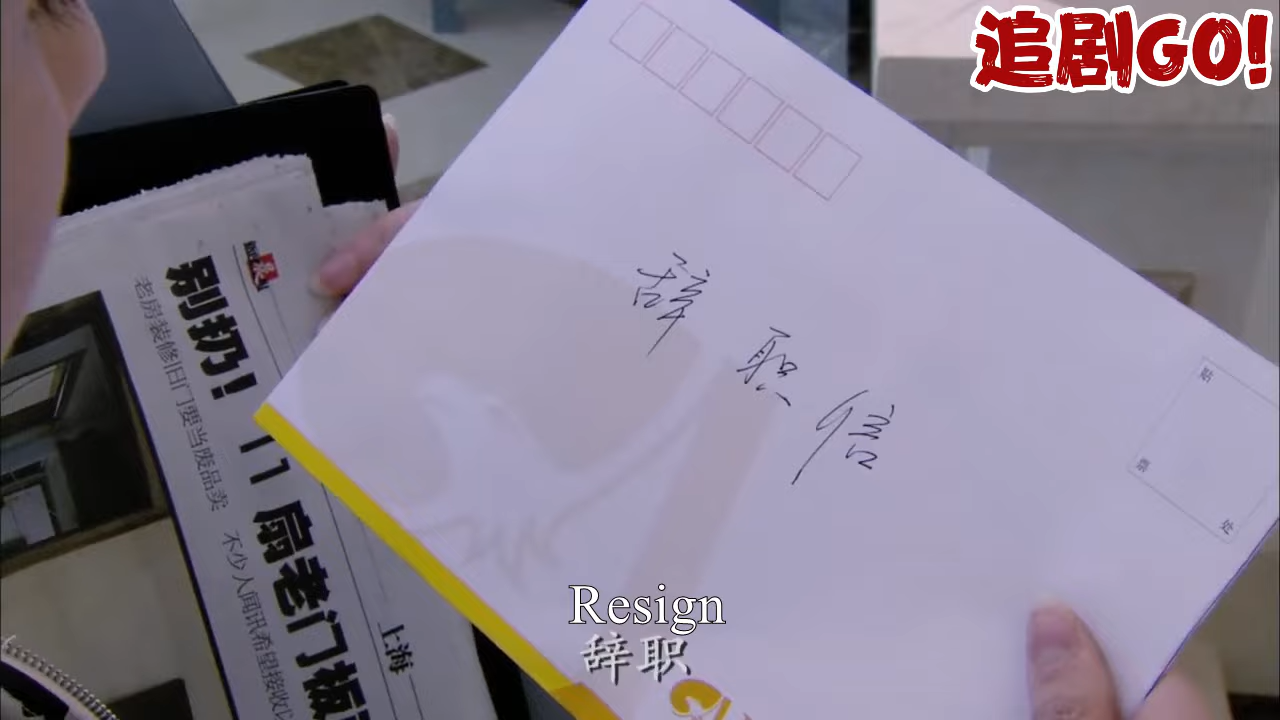 追剧GO!
辞职信
贴
票
处
别扔!
老房装修旧门要当废品卖
扇老门板
不少人闻讯希望接收
上海
Resign
辞职